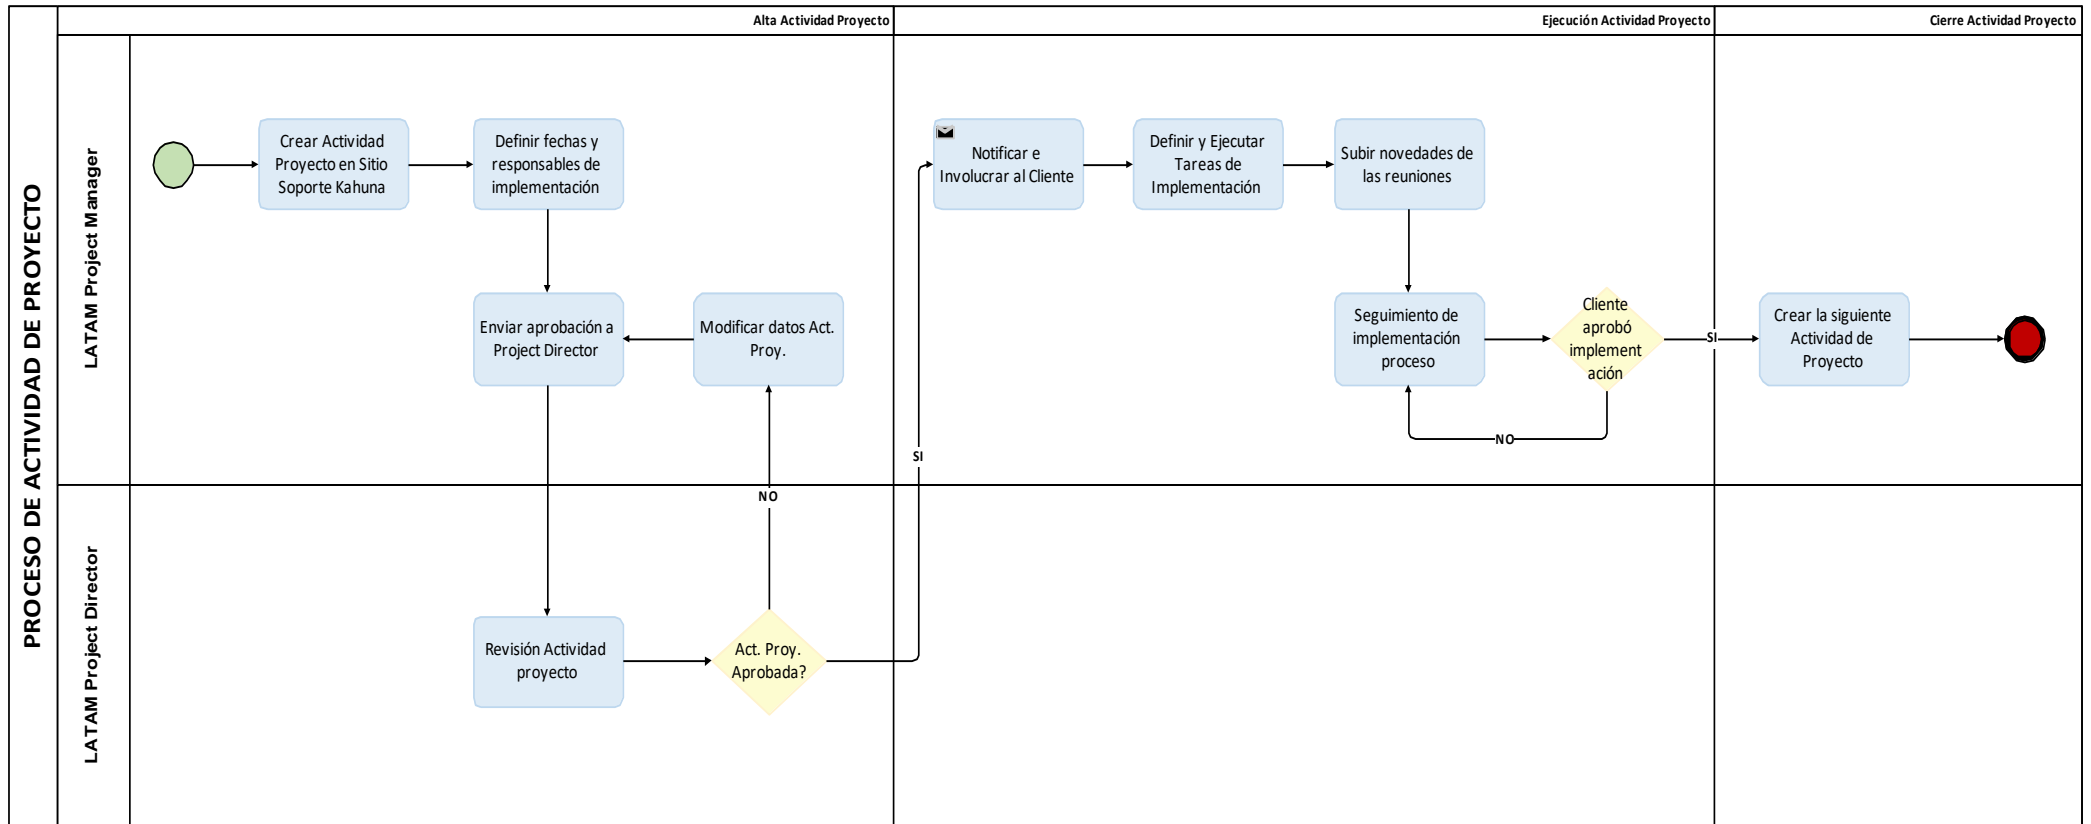 PROCESO DE ACTIVIDAD DE PROYECTO
Alta Actividad Proyecto
Ejecución Actividad Proyecto
Cierre Actividad Proyecto
LATAM Project Manager
Crear Actividad
Proyecto en Sitio
Soporte Kahuna
Definir fechas y
responsables de
implementación
Enviar aprobación a
Project Director
Modificar datos Act.
Proy.
NO
SI
Notificar e
Involucrar al Cliente
Definir y Ejecutar
Tareas de
Implementación
Subir novedades de
las reuniones
Seguimiento de
implementación
proceso
Cliente
aprobó
implement
ación
NO
SI
Crear la siguiente
Actividad de
Proyecto
LATAM Project Director
Revisión Actividad
proyecto
Act. Proy.
Aprobada?